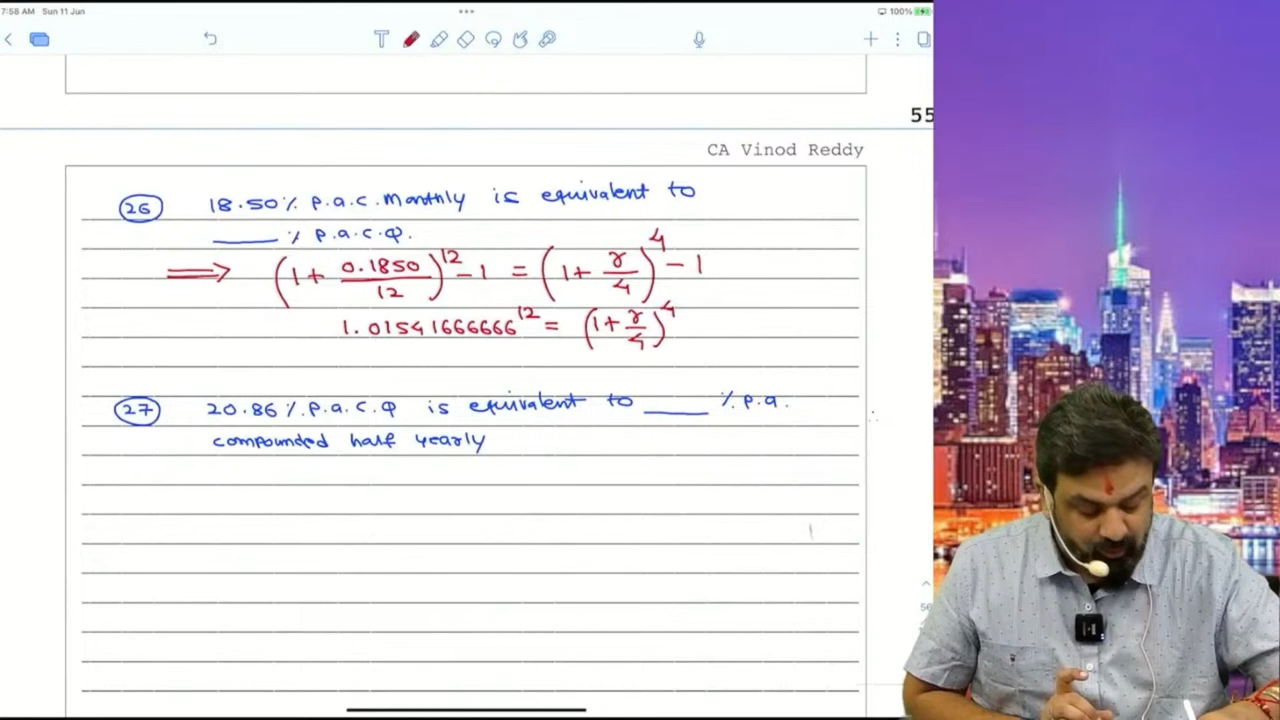 7:58 AM Sun 11 Jun
100%
T
55
CA Vinod Reddy
26 18.50% p.a.c. Monthly is equivalent to
____ % p.a.c.Q.
⇒ (1 + 0.1850/12)^12 - 1 = (1 + r/4)^4 - 1
1.01541666666^12 = (1 + r/4)^4
27 20.86% p.a.c.Q is equivalent to ____ % p.a.
compounded half yearly
56